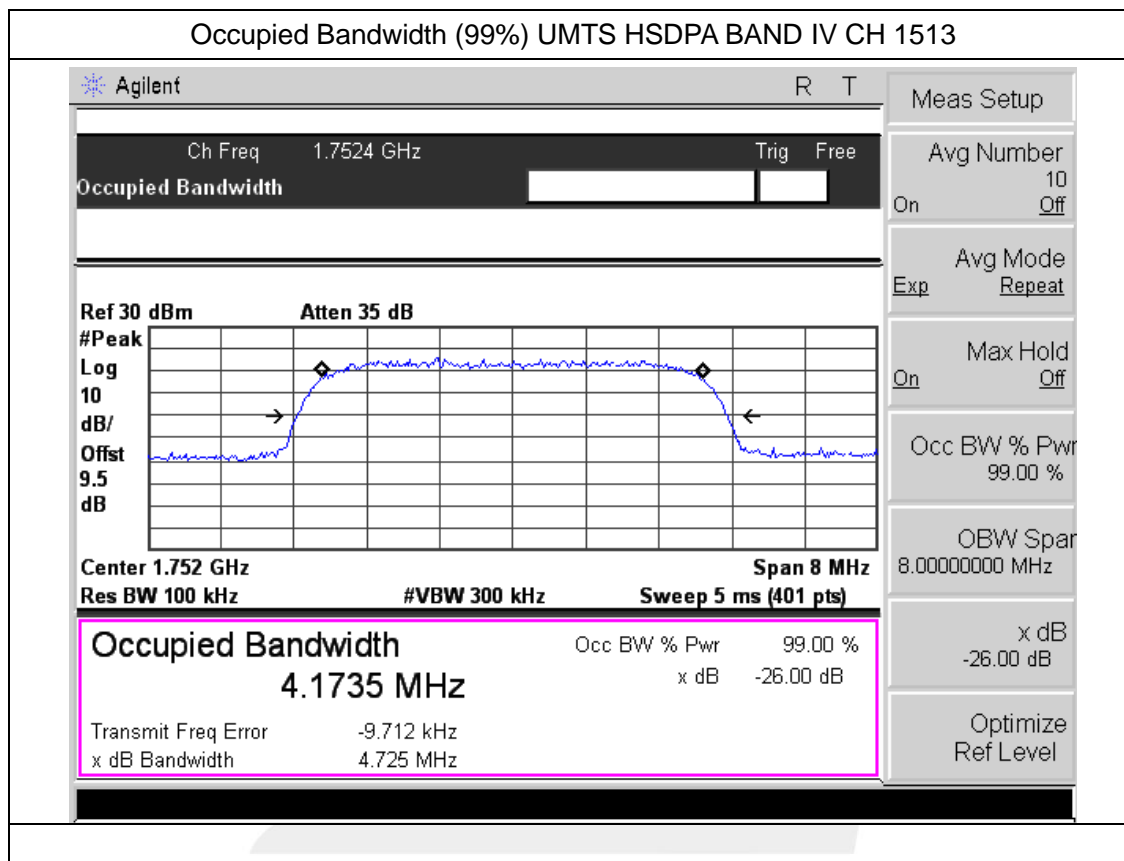 Occupied Bandwidth (99%) UMTS HSDPA BAND IV CH 1513
Agilent R T
Ch Freq 1.7524 GHz Trig Free
Occupied Bandwidth
Ref 30 dBm Atten 35 dB
#Peak
Log
10
dB/
Offst
9.5
dB
Center 1.752 GHz Span 8 MHz
Res BW 100 kHz #VBW 300 kHz Sweep 5 ms (401 pts)
Occupied Bandwidth Occ BW % Pwr 99.00 %
4.1735 MHz x dB -26.00 dB
Transmit Freq Error -9.712 kHz
x dB Bandwidth 4.725 MHz
Meas Setup
Avg Number
10
On Off
Avg Mode
Exp Repeat
Max Hold
On Off
Occ BW % Pwr
99.00 %
OBW Span
8.00000000 MHz
x dB
-26.00 dB
Optimize
Ref Level